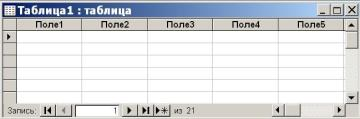 Таблица1 : таблица
Поле1 Поле2 Поле3 Поле4 Поле5
Запись: 1 из 21